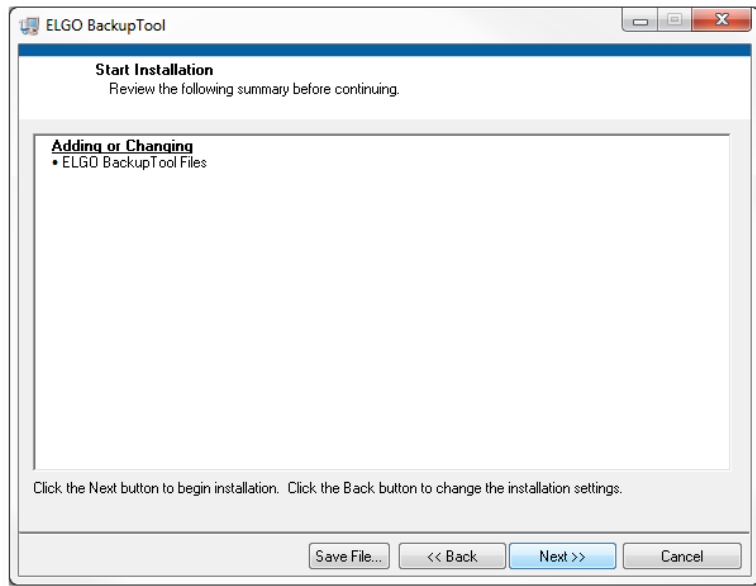 ELGO BackupTool
Start Installation
Review the following summary before continuing.
Adding or Changing
• ELGO BackupTool Files
Click the Next button to begin installation.  Click the Back button to change the installation settings.
Save File...
<< Back
Next >>
Cancel